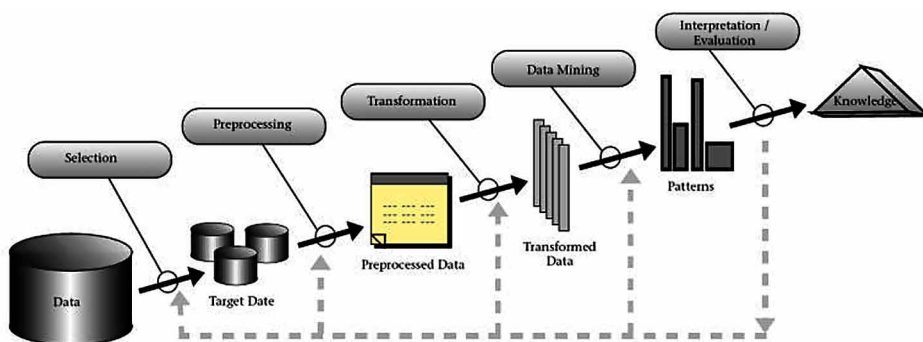 Interpretation /
Evaluation
Data Mining
Transformation
Preprocessing
Selection
Knowledge
Patterns
Transformed
Data
Preprocessed Data
Target Date
Data